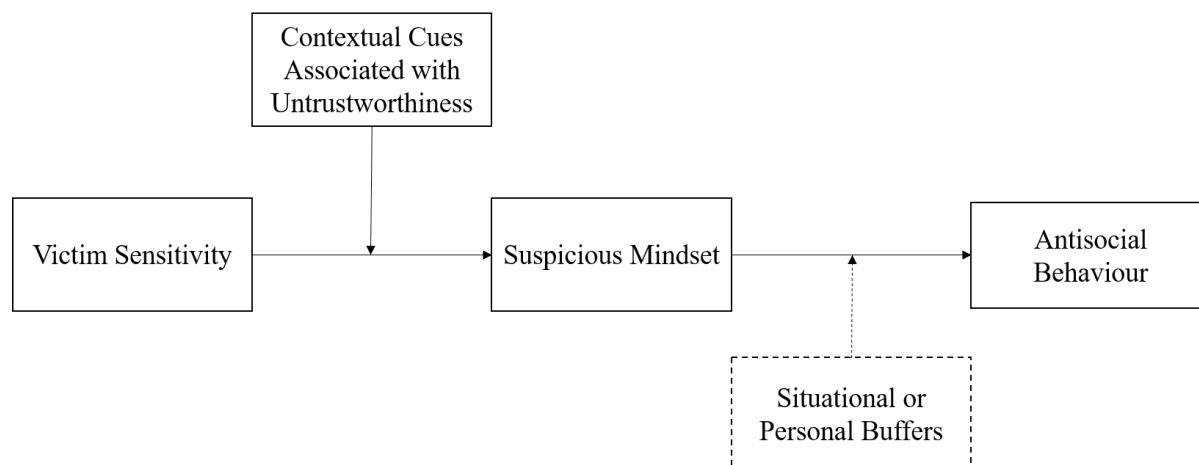 Contextual Cues
Associated with
Untrustworthiness
Victim Sensitivity
Suspicious Mindset
Antisocial
Behaviour
Situational or
Personal Buffers